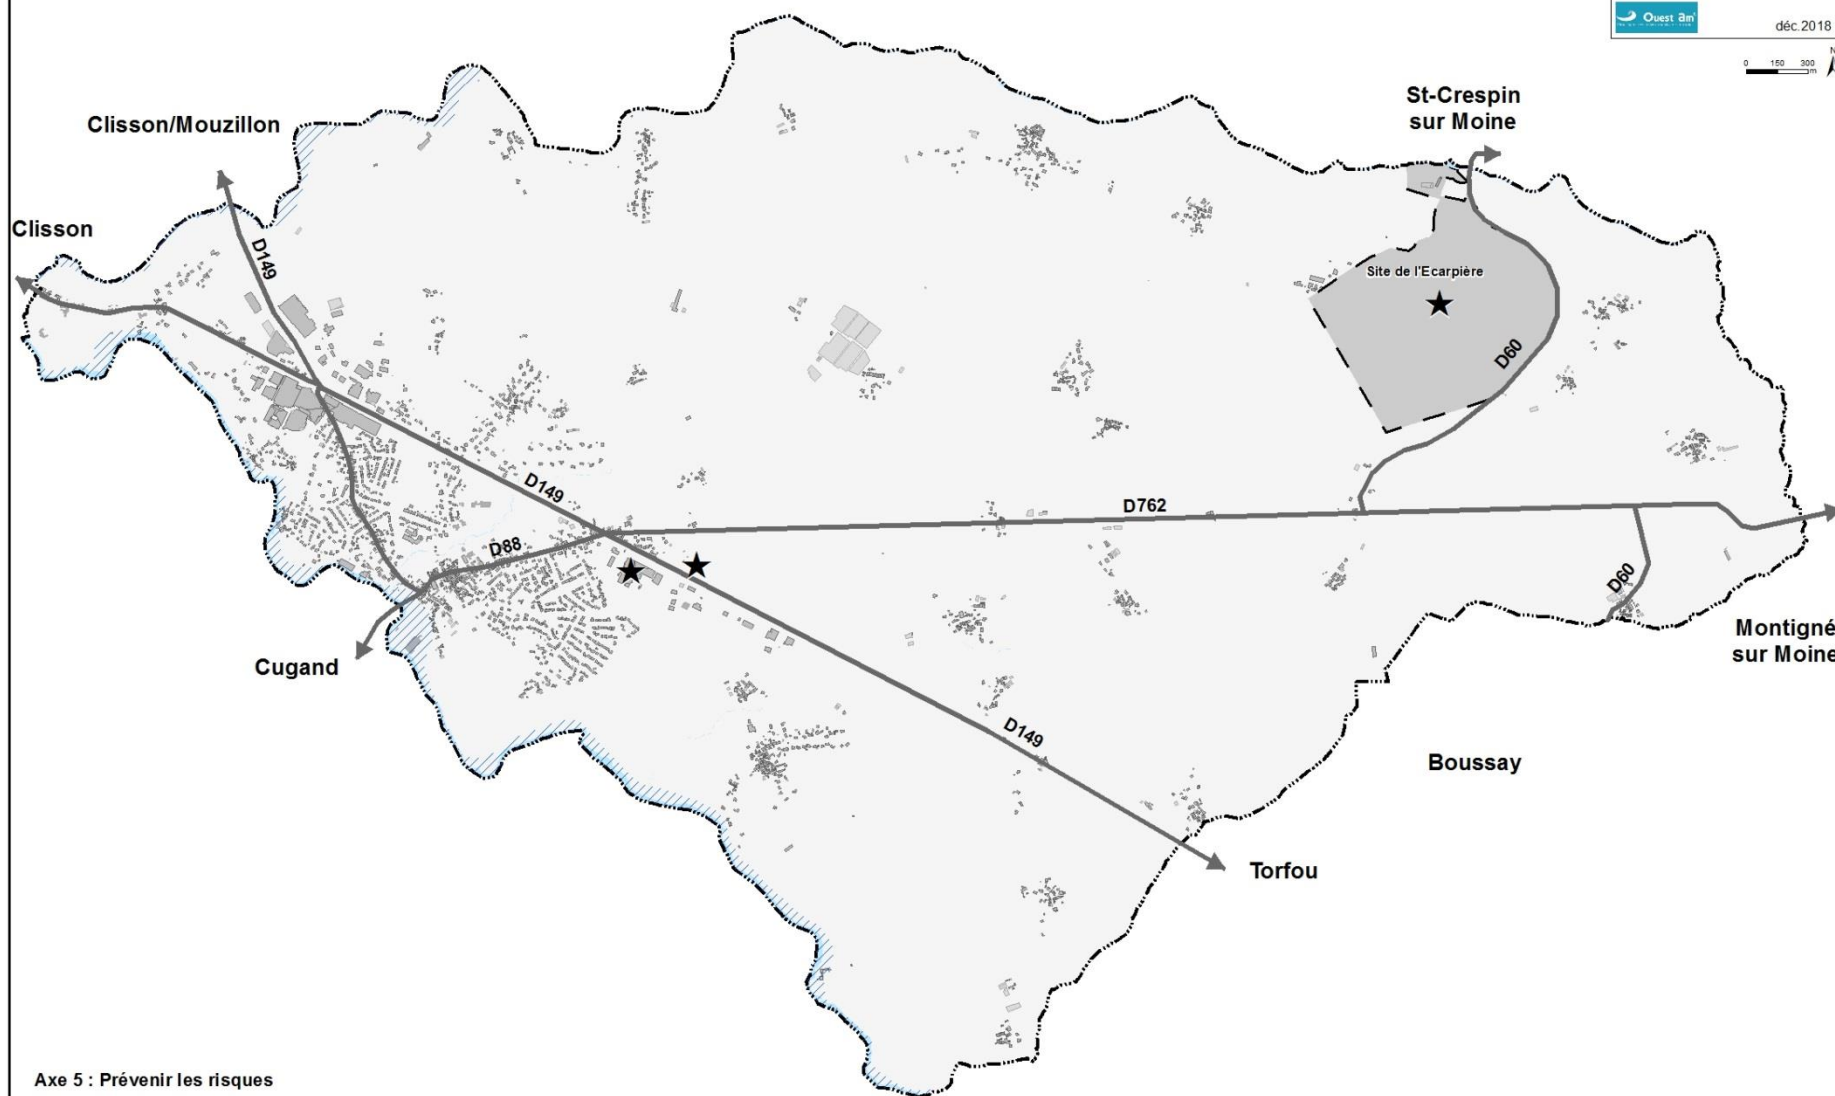 Ouest am'
déc.2018
N
0 150 300
m
St-Crespin
sur Moine
Clisson/Mouzillon
Clisson
D149
Site de l'Ecarpière
D60
D149
D762
D88
D60
Cugand
Montigné
sur Moine
D149
Boussay
Torfou
Axe 5 : Prévenir les risques